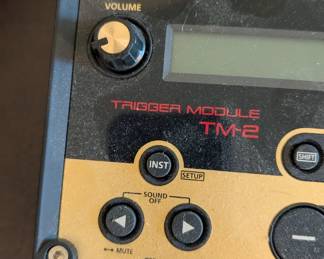 VOLUME
TRIGGER MODULE
TM-2
INST
SETUP
SHIFT
SOUND
OFF
MUTE